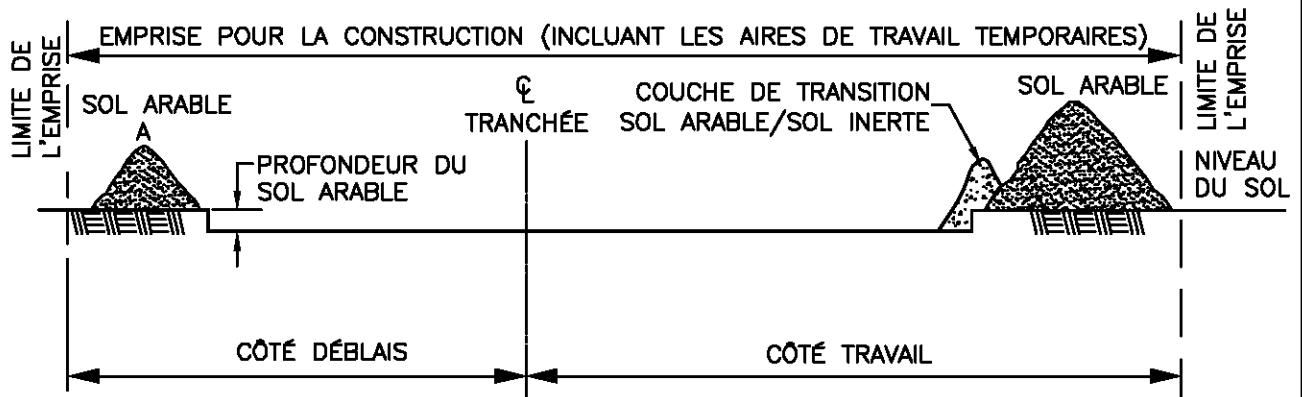 EMPRISE POUR LA CONSTRUCTION (INCLUANT LES AIRES DE TRAVAIL TEMPORAIRES)
LIMITE DE
L'EMPRISE
SOL ARABLE
A
℄
TRANCHÉE
COUCHE DE TRANSITION
SOL ARABLE/SOL INERTE
SOL ARABLE
LIMITE DE
L'EMPRISE
PROFONDEUR DU
SOL ARABLE
NIVEAU
DU SOL
CÔTÉ DÉBLAIS
CÔTÉ TRAVAIL